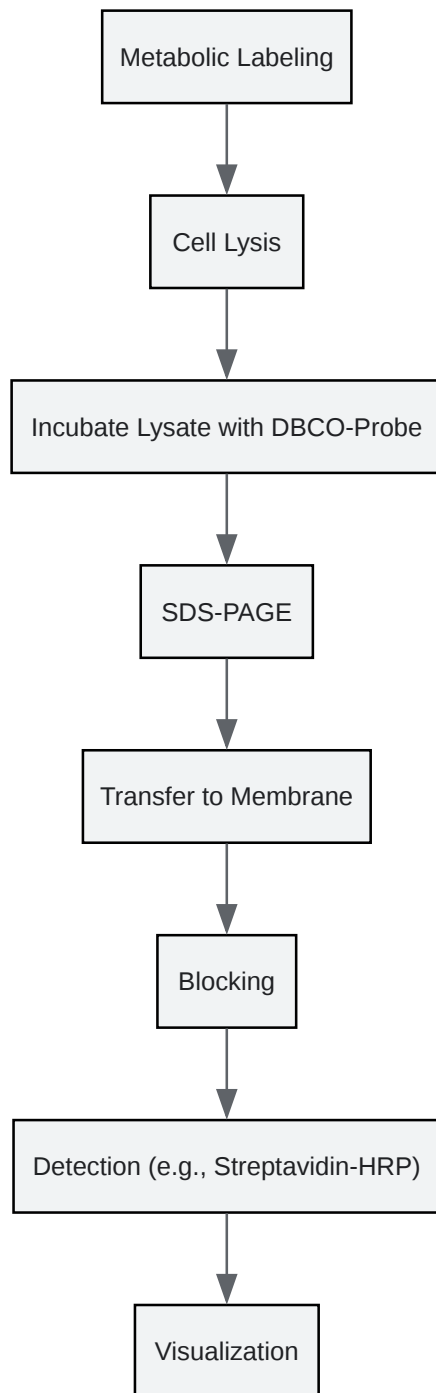 Metabolic Labeling
Cell Lysis
Incubate Lysate with DBCO-Probe
SDS-PAGE
Transfer to Membrane
Blocking
Detection (e.g., Streptavidin-HRP)
Visualization